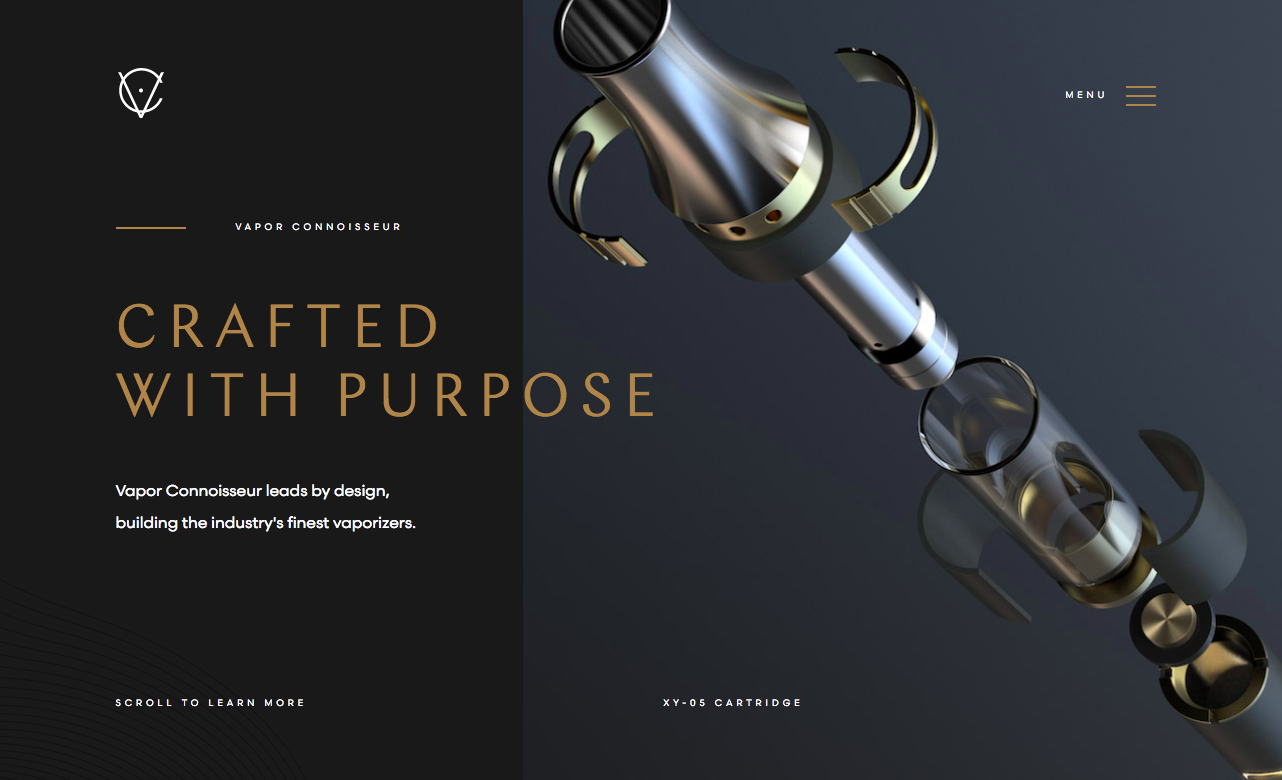 MENU
VAPOR CONNOISSEUR
CRAFTED
WITH PURPOSE
Vapor Connoisseur leads by design,
building the industry's finest vaporizers.
SCROLL TO LEARN MORE
XY-05 CARTRIDGE